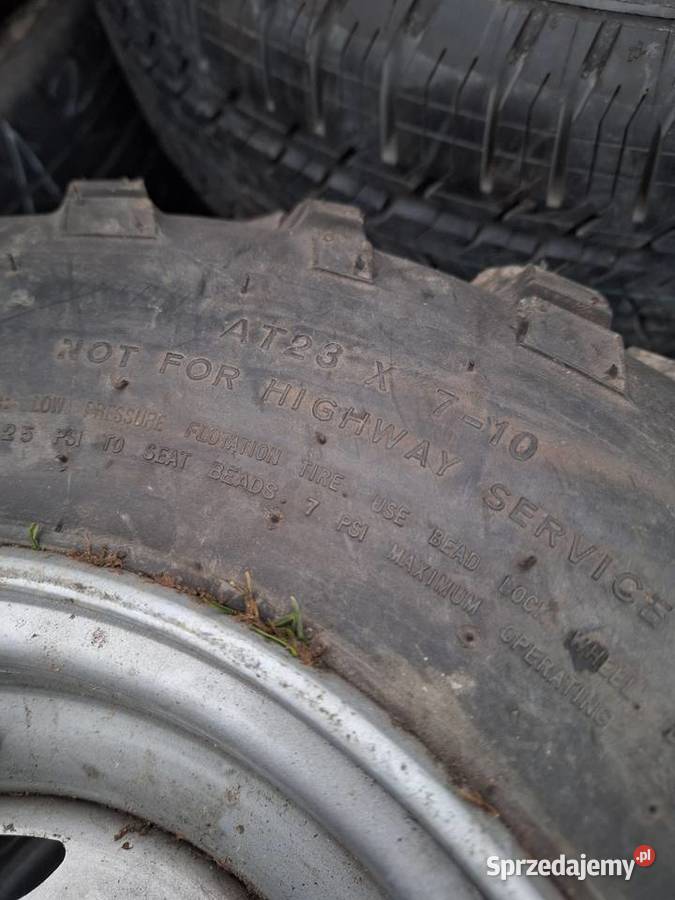 AT23 X 7-10
NOT FOR HIGHWAY SERVICE
LOW PRESSURE FLOTATION TIRE. USE BEAD LOCK WHEEL.
25 PSI TO SEAT BEADS. 7 PSI MAXIMUM OPERATING
Sprzedajemy.pl